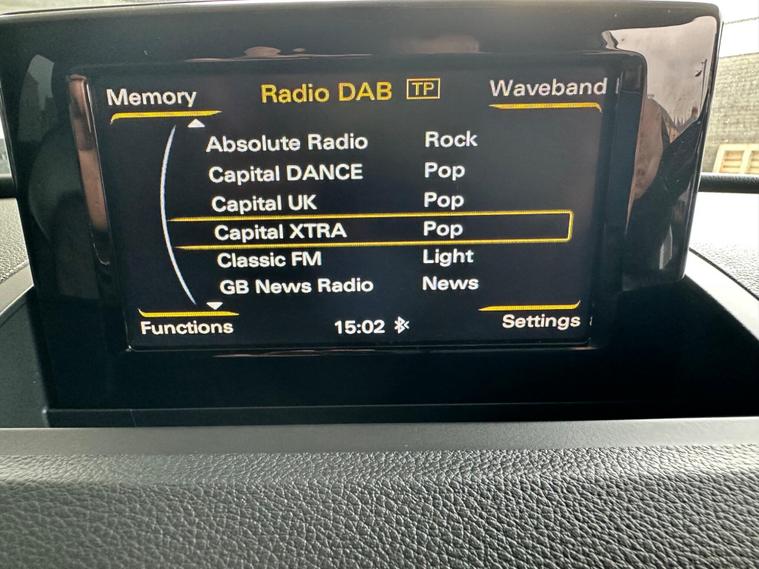 Memory Radio DAB TP Waveband
Absolute Radio Rock
Capital DANCE Pop
Capital UK Pop
Capital XTRA Pop
Classic FM Light
GB News Radio News
Functions 15:02 Settings